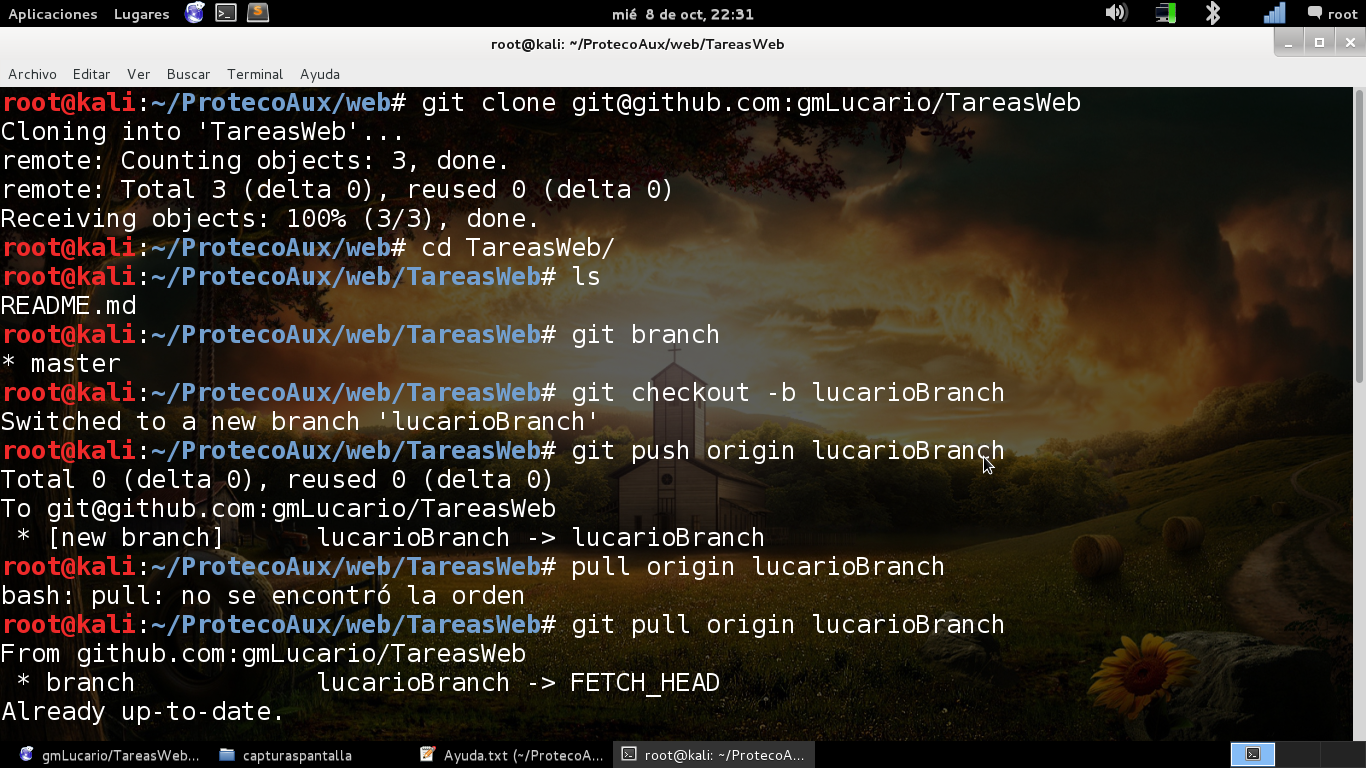 Aplicaciones Lugares mié 8 de oct, 22:31 root
root@kali: ~/ProtecoAux/web/TareasWeb
Archivo Editar Ver Buscar Terminal Ayuda
root@kali:~/ProtecoAux/web# git clone git@github.com:gmLucario/TareasWeb
Cloning into 'TareasWeb'...
remote: Counting objects: 3, done.
remote: Total 3 (delta 0), reused 0 (delta 0)
Receiving objects: 100% (3/3), done.
root@kali:~/ProtecoAux/web# cd TareasWeb/
root@kali:~/ProtecoAux/web/TareasWeb# ls
README.md
root@kali:~/ProtecoAux/web/TareasWeb# git branch
* master
root@kali:~/ProtecoAux/web/TareasWeb# git checkout -b lucarioBranch
Switched to a new branch 'lucarioBranch'
root@kali:~/ProtecoAux/web/TareasWeb# git push origin lucarioBranch
Total 0 (delta 0), reused 0 (delta 0)
To git@github.com:gmLucario/TareasWeb
 * [new branch]      lucarioBranch -> lucarioBranch
root@kali:~/ProtecoAux/web/TareasWeb# pull origin lucarioBranch
bash: pull: no se encontró la orden
root@kali:~/ProtecoAux/web/TareasWeb# git pull origin lucarioBranch
From github.com:gmLucario/TareasWeb
 * branch            lucarioBranch -> FETCH_HEAD
Already up-to-date.
gmLucario/TareasWeb... capturaspantalla Ayuda.txt (~/ProtecoA... root@kali: ~/ProtecoA...